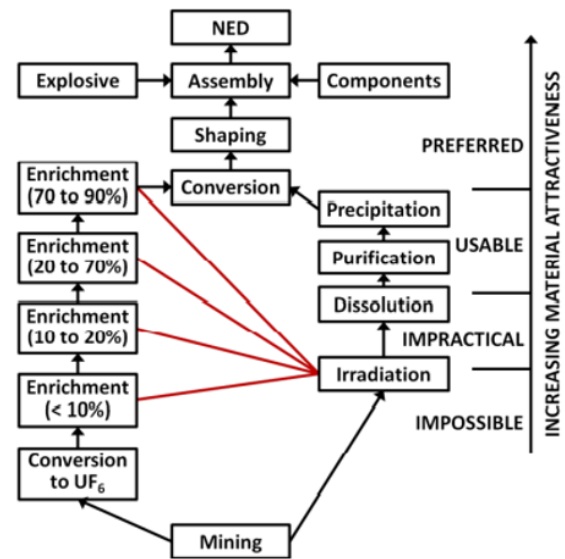 NED
Explosive
Assembly
Components
Shaping
PREFERRED
Enrichment
(70 to 90%)
Conversion
Precipitation
Enrichment
(20 to 70%)
USABLE
Purification
Dissolution
Enrichment
(10 to 20%)
IMPRACTICAL
Irradiation
Enrichment
(< 10%)
IMPOSSIBLE
Conversion
to UF6
Mining
INCREASING MATERIAL ATTRACTIVENESS